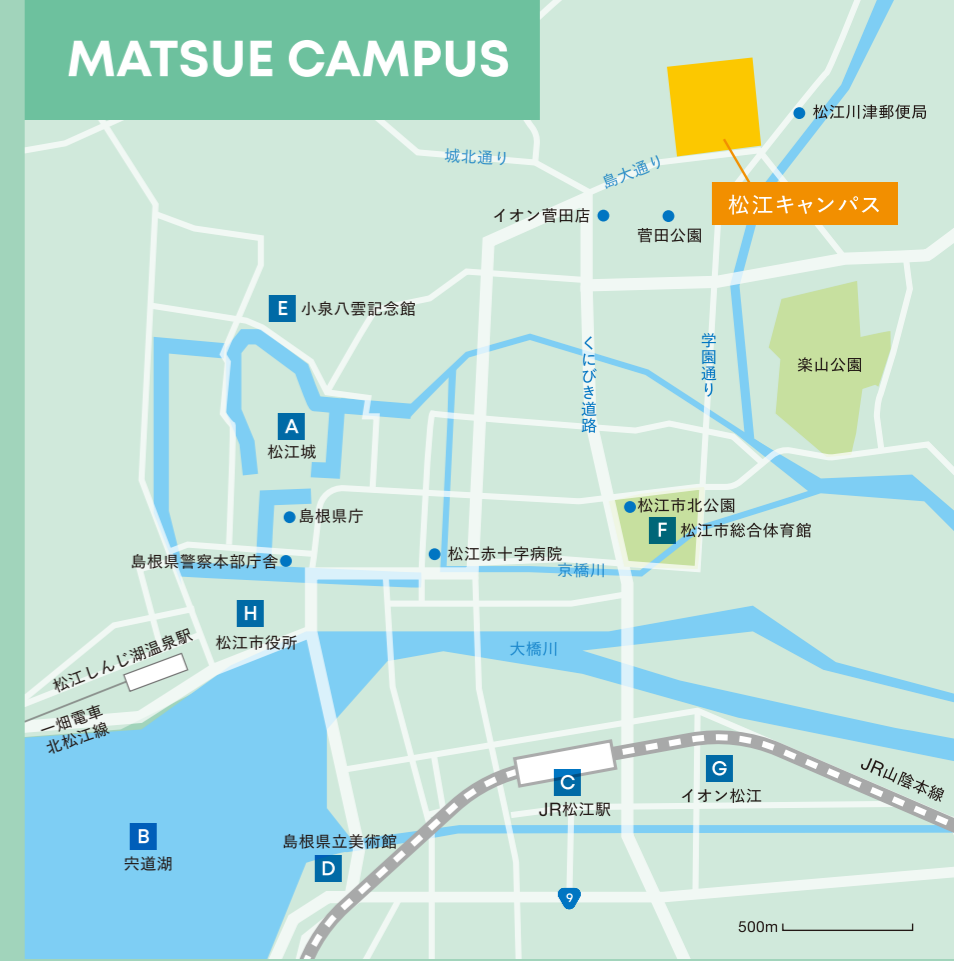 MATSUE CAMPUS
松江川津郵便局
城北通り
島大通り
松江キャンパス
イオン菅田店
菅田公園
E 小泉八雲記念館
くにびき道路
学園通り
楽山公園
A
松江城
島根県庁
松江市北公園
F 松江市総合体育館
島根県警察本部庁舎
松江赤十字病院
京橋川
H
松江市役所
大橋川
松江しんじ湖温泉駅
一畑電車
北松江線
C
JR松江駅
G
イオン松江
JR山陰本線
B
宍道湖
島根県立美術館
D
9
500m